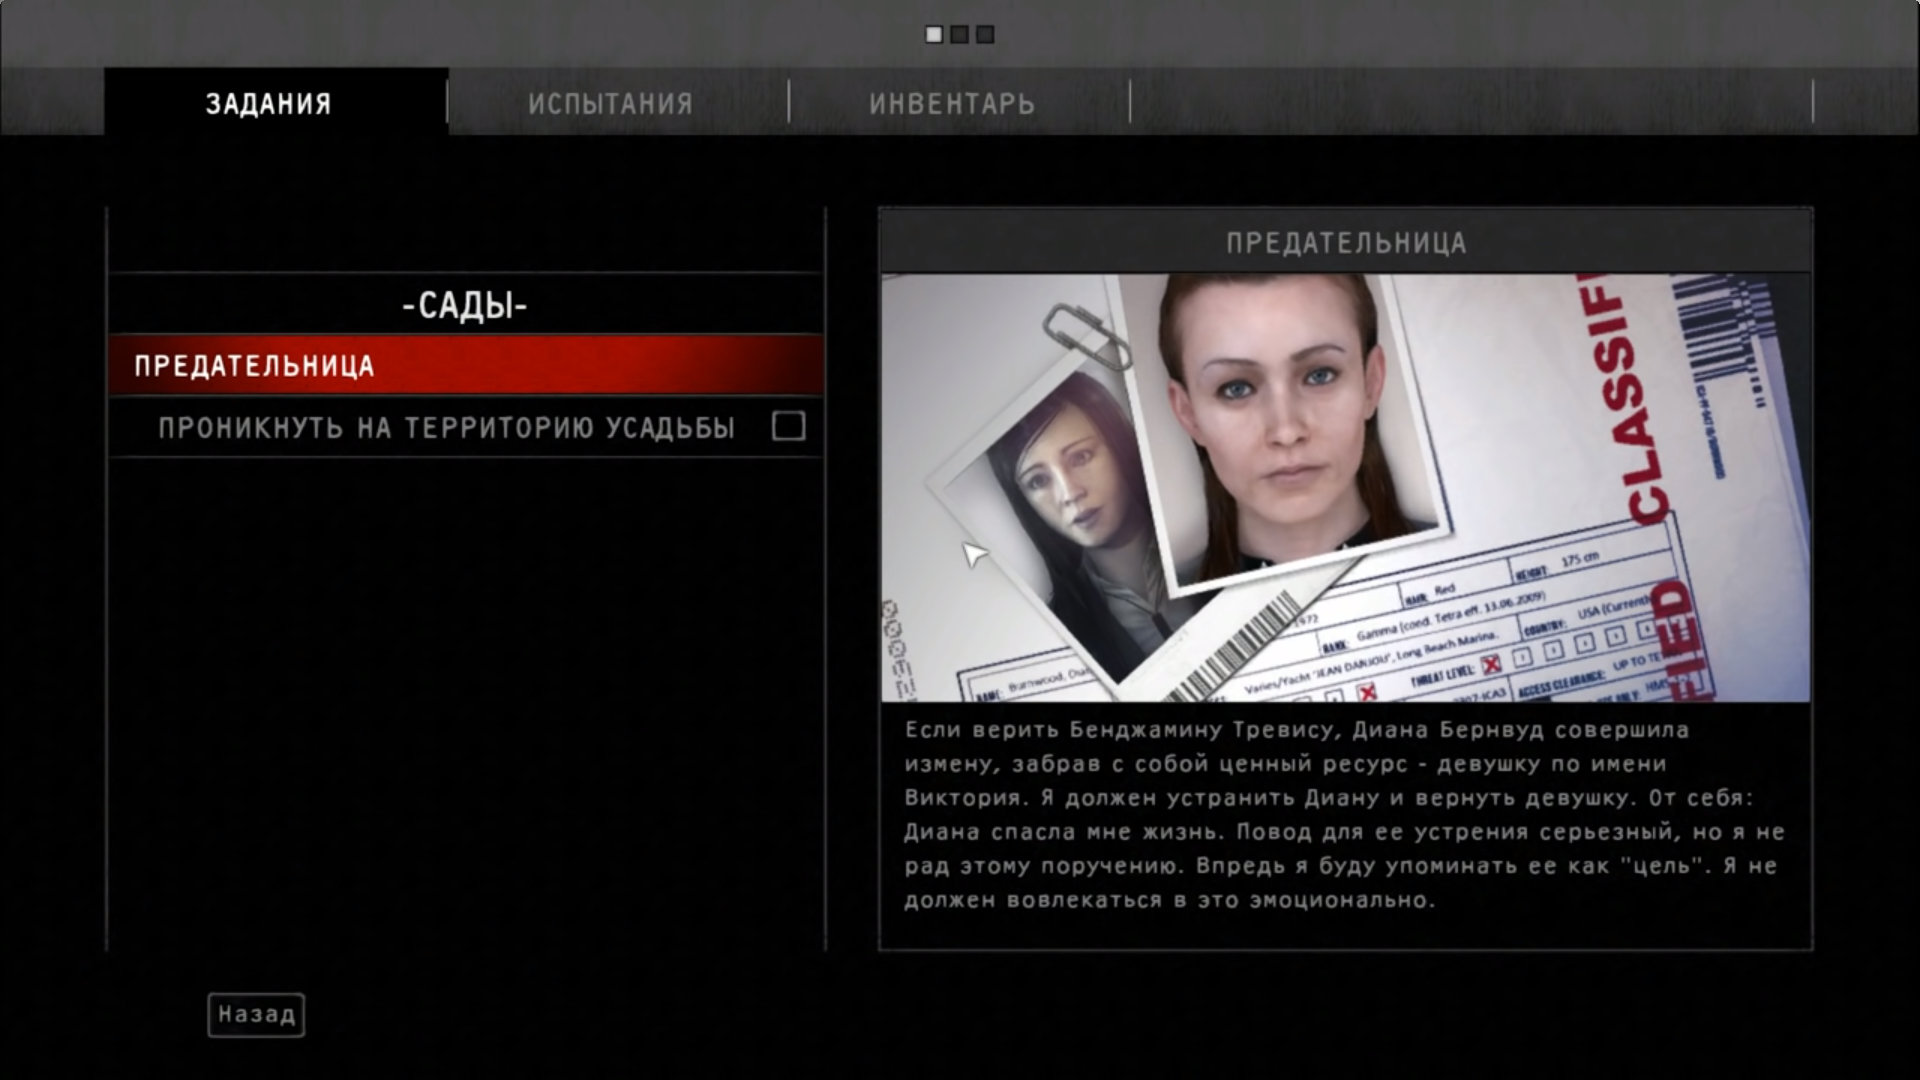 ЗАДАНИЯ
ИСПЫТАНИЯ
ИНВЕНТАРЬ
-САДЫ-
ПРЕДАТЕЛЬНИЦА
ПРОНИКНУТЬ НА ТЕРРИТОРИЮ УСАДЬБЫ
ПРЕДАТЕЛЬНИЦА
CLASSIF
FIED
HAIR: Red
HEIGHT: 175 cm
1972
RANK: Gamma (cond. Tetra eff. 13.06.2009)
COUNTRY: USA (Current
NAME: Burnwood, Dia
Varies/Yacht "JEAN DANJOU", Long Beach Marina.
THREAT LEVEL:
ACCESS CLEARANCE: UP TO TE
Если верить Бенджамину Тревису, Диана Бернвуд совершила
измену, забрав с собой ценный ресурс - девушку по имени
Виктория. Я должен устранить Диану и вернуть девушку. От себя:
Диана спасла мне жизнь. Повод для ее устрения серьезный, но я не
рад этому поручению. Впредь я буду упоминать ее как "цель". Я не
должен вовлекаться в это эмоционально.
Назад